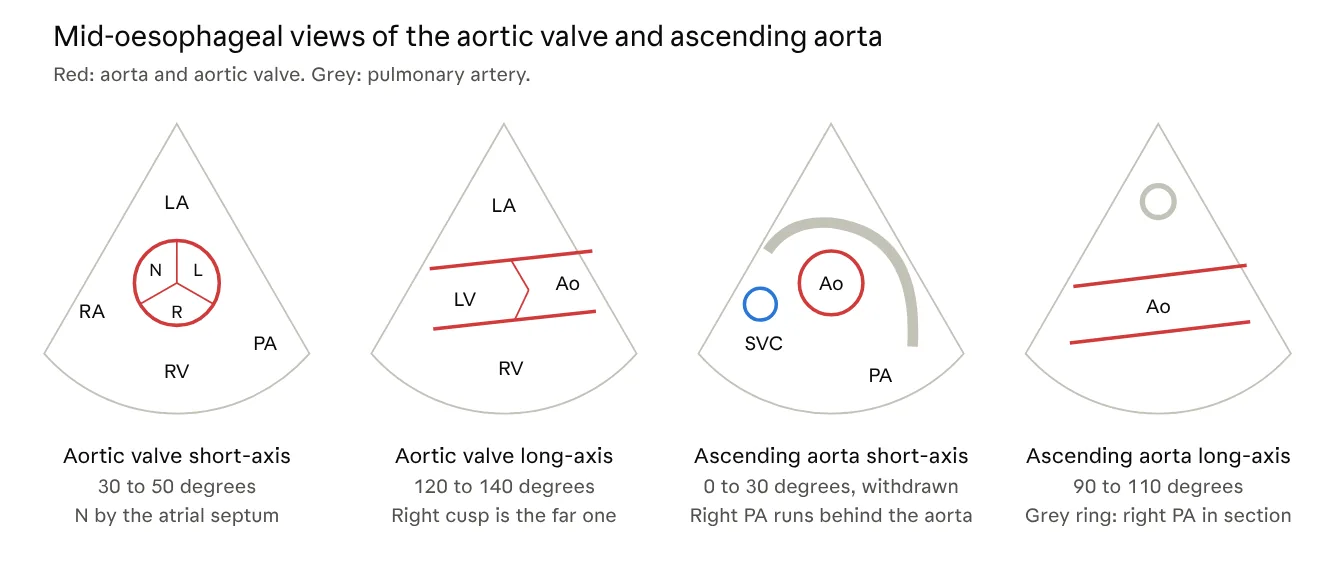 Mid-oesophageal views of the aortic valve and ascending aorta
Red: aorta and aortic valve. Grey: pulmonary artery.
LA
N
L
R
RA
PA
RV
Aortic valve short-axis
30 to 50 degrees
N by the atrial septum
LA
LV
Ao
RV
Aortic valve long-axis
120 to 140 degrees
Right cusp is the far one
Ao
SVC
PA
Ascending aorta short-axis
0 to 30 degrees, withdrawn
Right PA runs behind the aorta
Ao
Ascending aorta long-axis
90 to 110 degrees
Grey ring: right PA in section